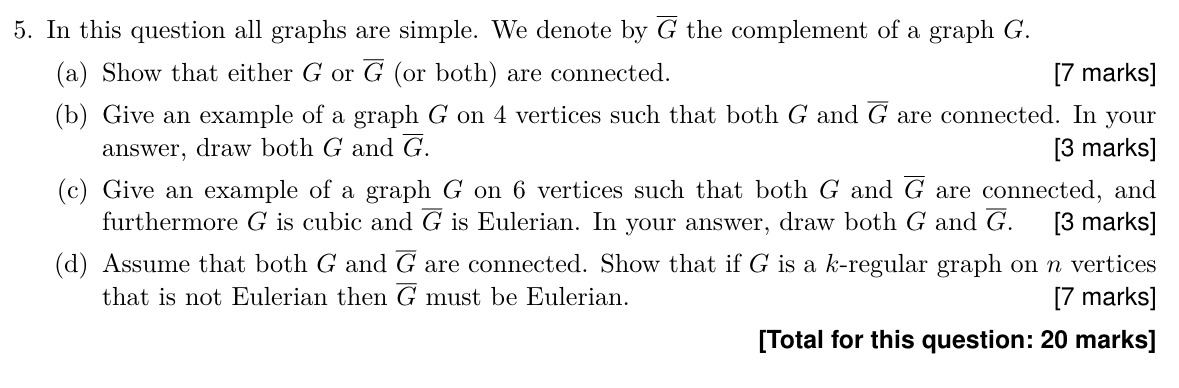 5. In this question all graphs are simple. We denote by $\overline{G}$ the complement of a graph $G$.
(a) Show that either $G$ or $\overline{G}$ (or both) are connected. [7 marks]
(b) Give an example of a graph $G$ on 4 vertices such that both $G$ and $\overline{G}$ are connected. In your
answer, draw both $G$ and $\overline{G}$. [3 marks]
(c) Give an example of a graph $G$ on 6 vertices such that both $G$ and $\overline{G}$ are connected, and
furthermore $G$ is cubic and $\overline{G}$ is Eulerian. In your answer, draw both $G$ and $\overline{G}$. [3 marks]
(d) Assume that both $G$ and $\overline{G}$ are connected. Show that if $G$ is a $k$-regular graph on $n$ vertices
that is not Eulerian then $\overline{G}$ must be Eulerian. [7 marks]
[Total for this question: 20 marks]